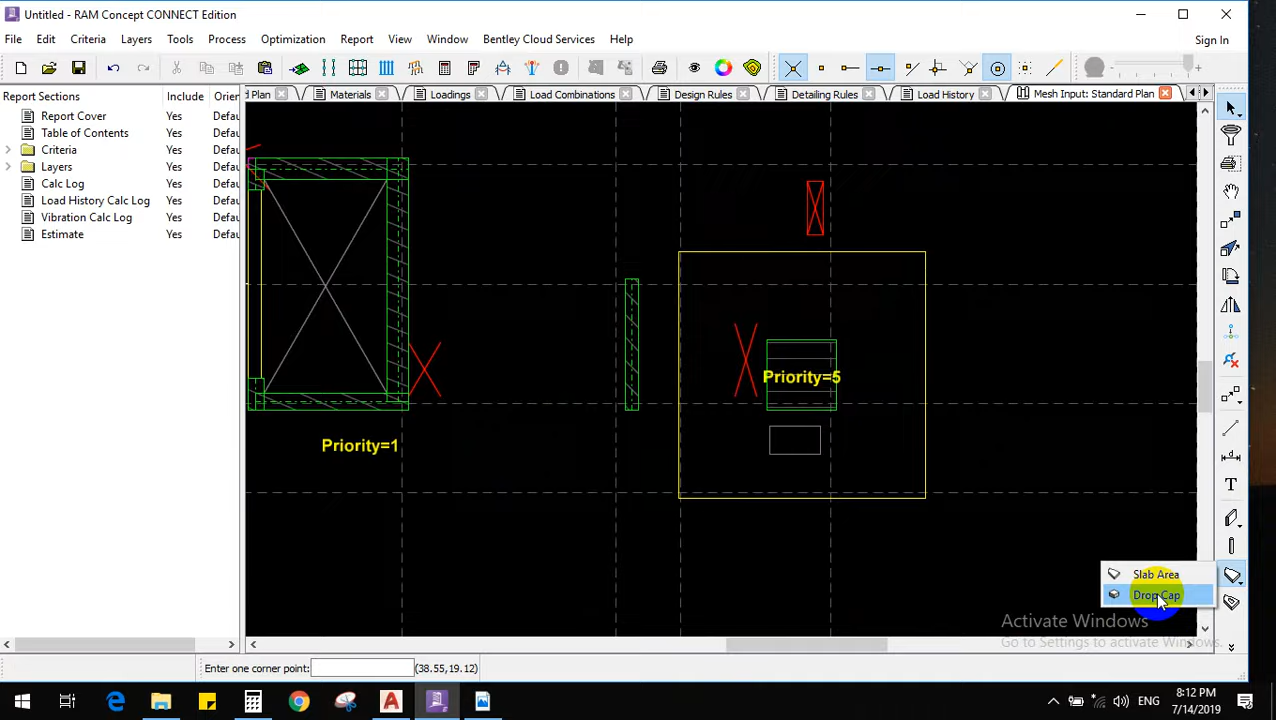 Untitled - RAM Concept CONNECT Edition
File Edit Criteria Layers Tools Process Optimization Report View Window Bentley Cloud Services Help
Sign In
Report Sections Include Orier
Plan Materials Loadings Load Combinations Design Rules Detailing Rules Load History Mesh Input: Standard Plan
Report Cover Yes Defau
Table of Contents Yes Defau
Criteria Yes Defau
Layers Yes Defau
Calc Log Yes Defau
Load History Calc Log Yes Defau
Vibration Calc Log Yes Defau
Estimate Yes Defau
Priority=5
Priority=1
Slab Area
Drop Cap
Activate Windows
Go to Settings to activate Windows.
Enter one corner point: (38.55,19.12)
ENG
8:12 PM
7/14/2019